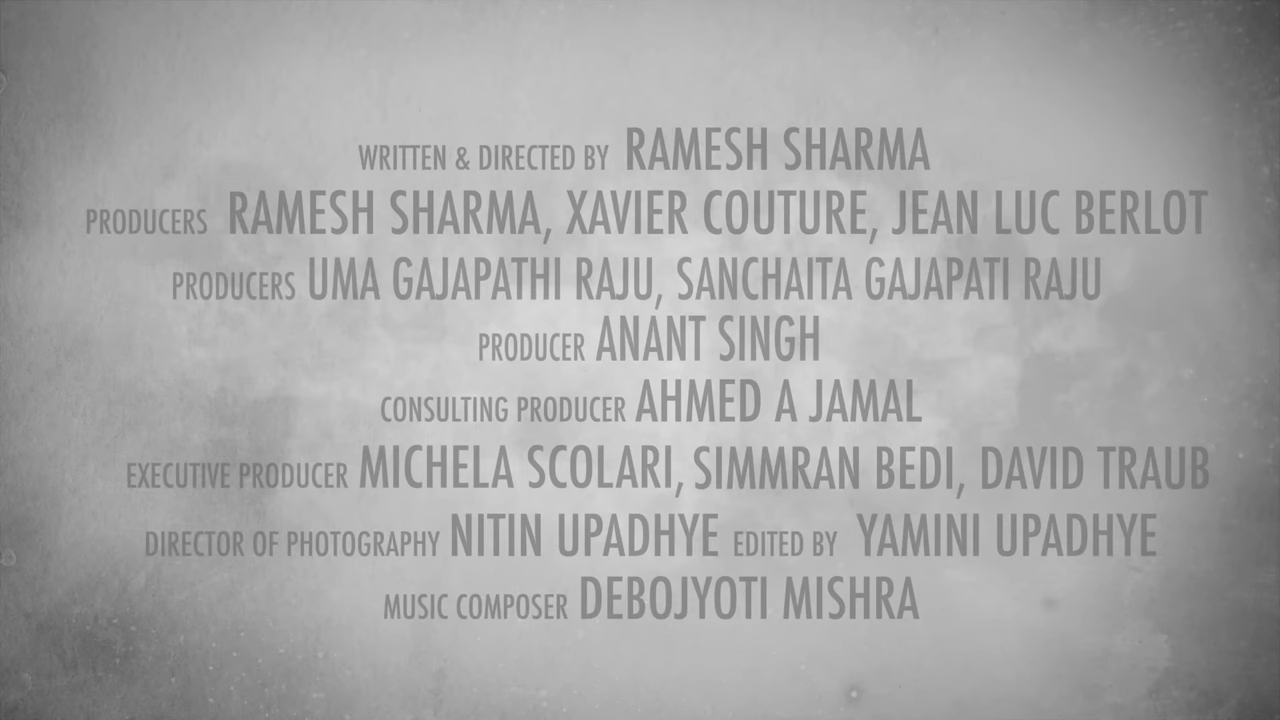 WRITTEN & DIRECTED BY RAMESH SHARMA
PRODUCERS RAMESH SHARMA, XAVIER COUTURE, JEAN LUC BERLOT
PRODUCERS UMA GAJAPATHI RAJU, SANCHAITA GAJAPATI RAJU
PRODUCER ANANT SINGH
CONSULTING PRODUCER AHMED A JAMAL
EXECUTIVE PRODUCER MICHELA SCOLARI, SIMMRAN BEDI, DAVID TRAUB
DIRECTOR OF PHOTOGRAPHY NITIN UPADHYE EDITED BY YAMINI UPADHYE
MUSIC COMPOSER DEBOJYOTI MISHRA